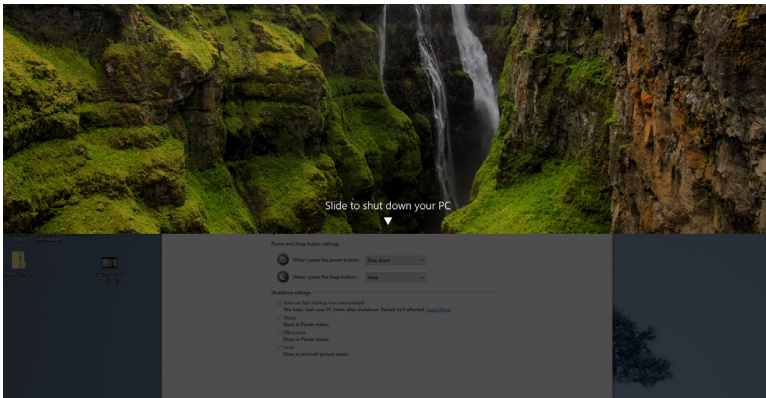 Slide to shut down your PC
Power and sleep button settings
When I press the power button: Shut down
When I press the sleep button: Sleep
Shutdown settings
Turn on fast startup (recommended)
This helps start your PC faster after shutdown. Restart isn't affected. Learn More
Sleep
Show in Power menu.
Hibernate
Show in Power menu.
Lock
Show in account picture menu.